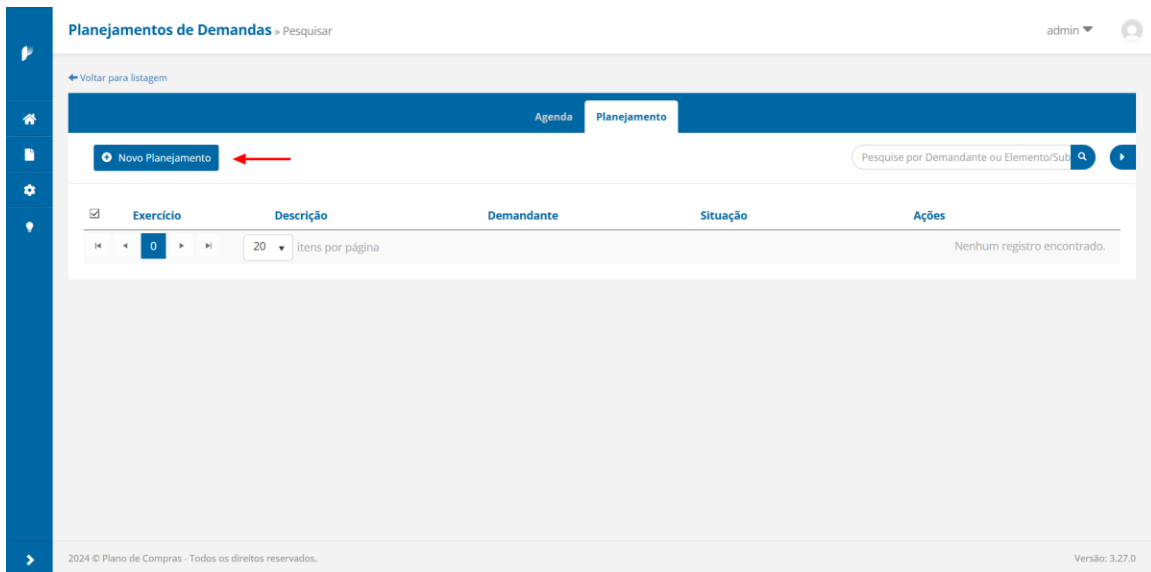 Planejamentos de Demandas » Pesquisar
admin
Voltar para listagem
Agenda
Planejamento
Novo Planejamento
Pesquise por Demandante ou Elemento/Sub
Exercício Descrição Demandante Situação Ações
0 20 itens por página Nenhum registro encontrado.
2024 © Plano de Compras - Todos os direitos reservados.
Versão: 3.27.0